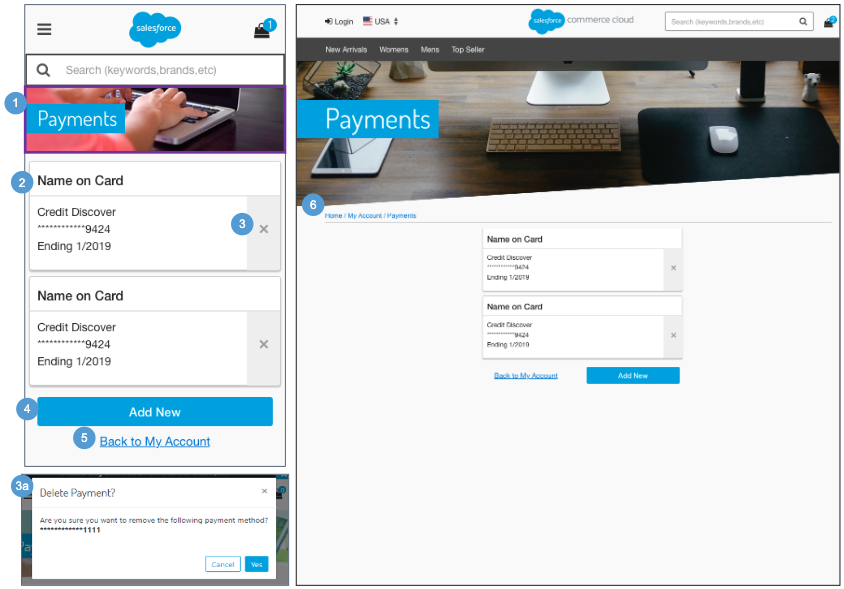 salesforce
1
Search (keywords,brands,etc)
1
Payments
2
Name on Card
Credit Discover
************9424
3
×
Ending 1/2019
Name on Card
Credit Discover
************9424
×
Ending 1/2019
4
Add New
5
Back to My Account
3a
Delete Payment?
×
Are you sure you want to remove the following payment method?
************1111
Cancel
Yes
Login
USA
salesforce commerce cloud
Search (keywords,brands,etc)
New Arrivals Womens Mens Top Seller
Payments
6
Home / My Account / Payments
Name on Card
Credit Discover
************9424
×
Ending 1/2019
Name on Card
Credit Discover
************9424
×
Ending 1/2019
Back to My Account
Add New